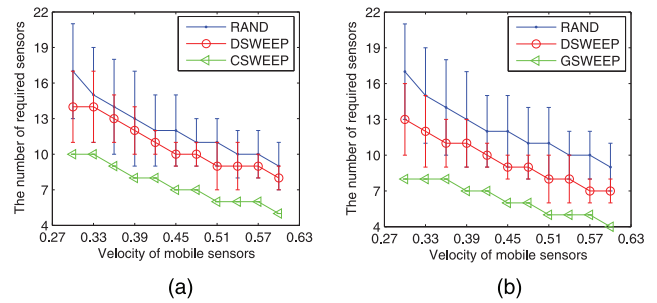 The number of required sensors
22
19
16
13
10
7
4
0.27 0.33 0.39 0.45 0.51 0.57 0.63
Velocity of mobile sensors
RAND
DSWEEP
CSWEEP
(a)
The number of required sensors
22
19
16
13
10
7
4
0.27 0.33 0.39 0.45 0.51 0.57 0.63
Velocity of mobile sensors
RAND
DSWEEP
GSWEEP
(b)